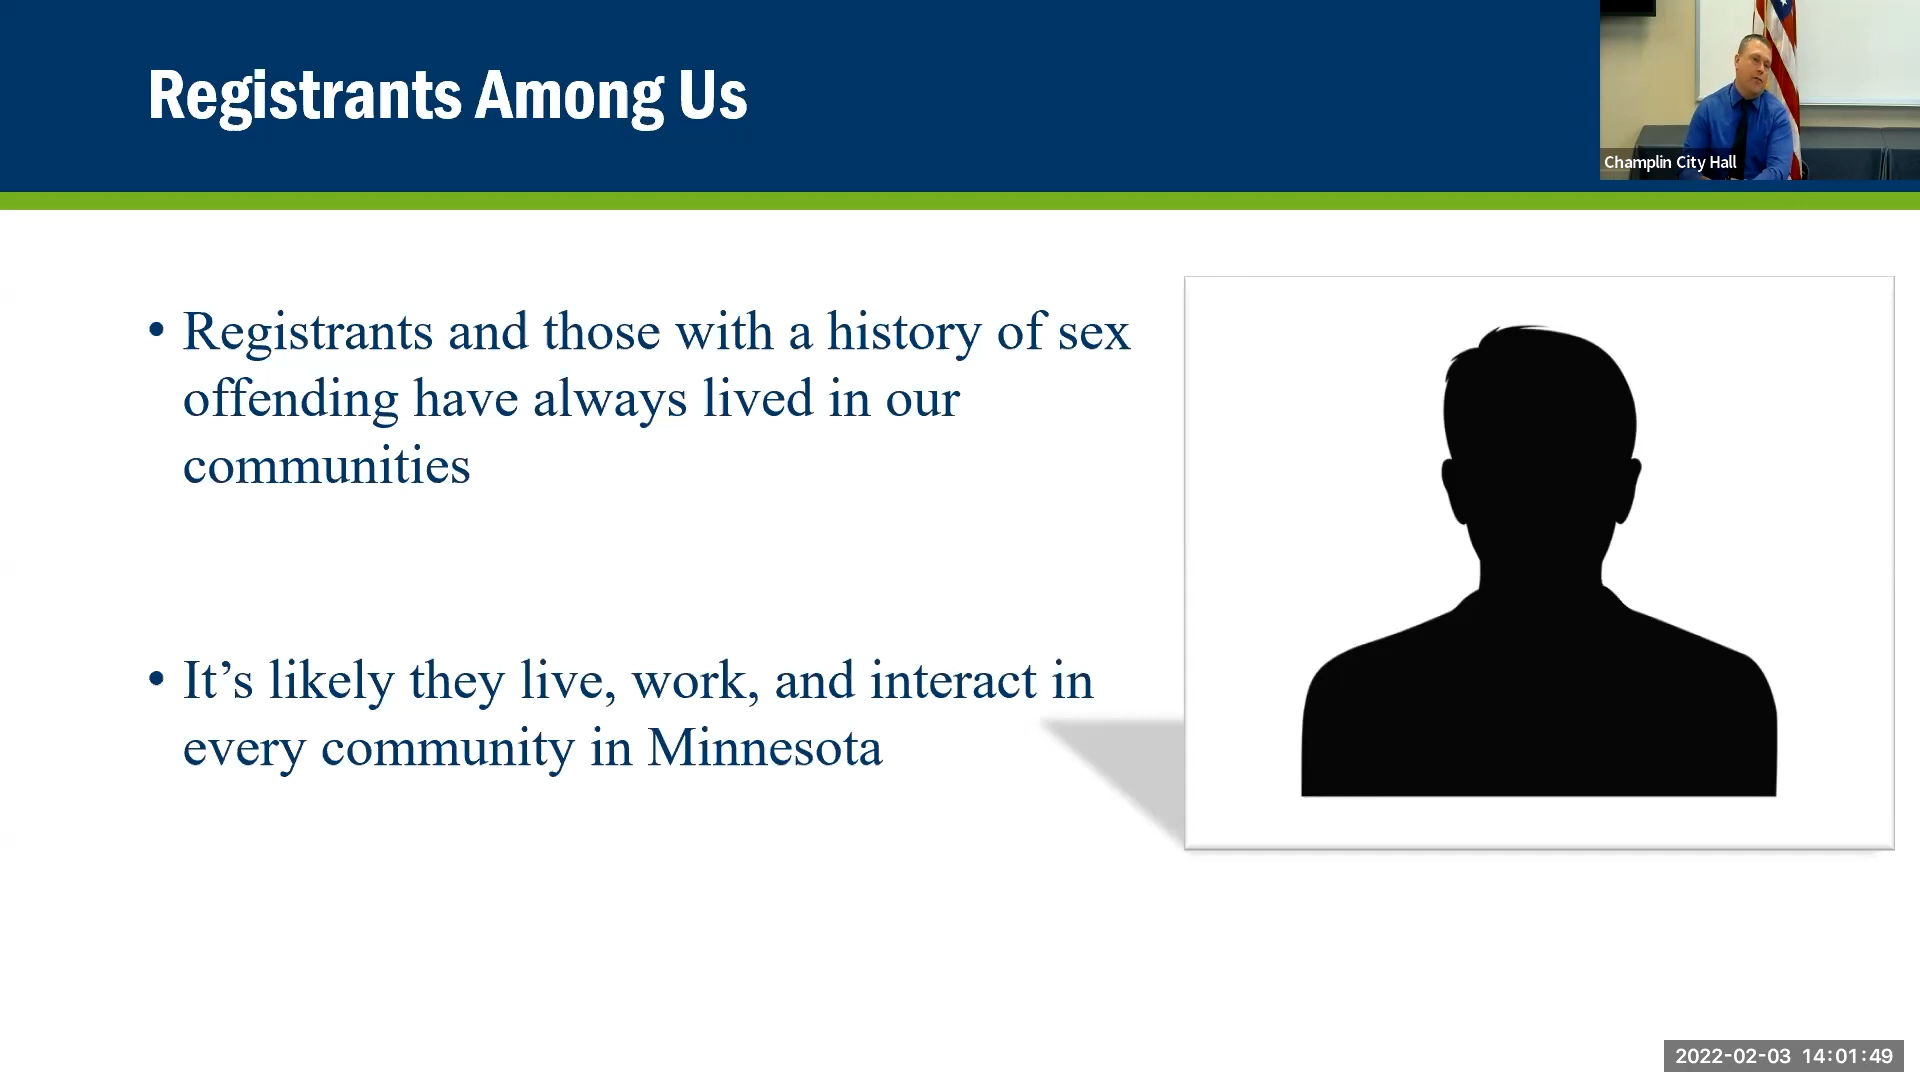 Registrants Among Us
Champlin City Hall
• Registrants and those with a history of sex
offending have always lived in our
communities
• It’s likely they live, work, and interact in
every community in Minnesota
2022-02-03 14:01:49